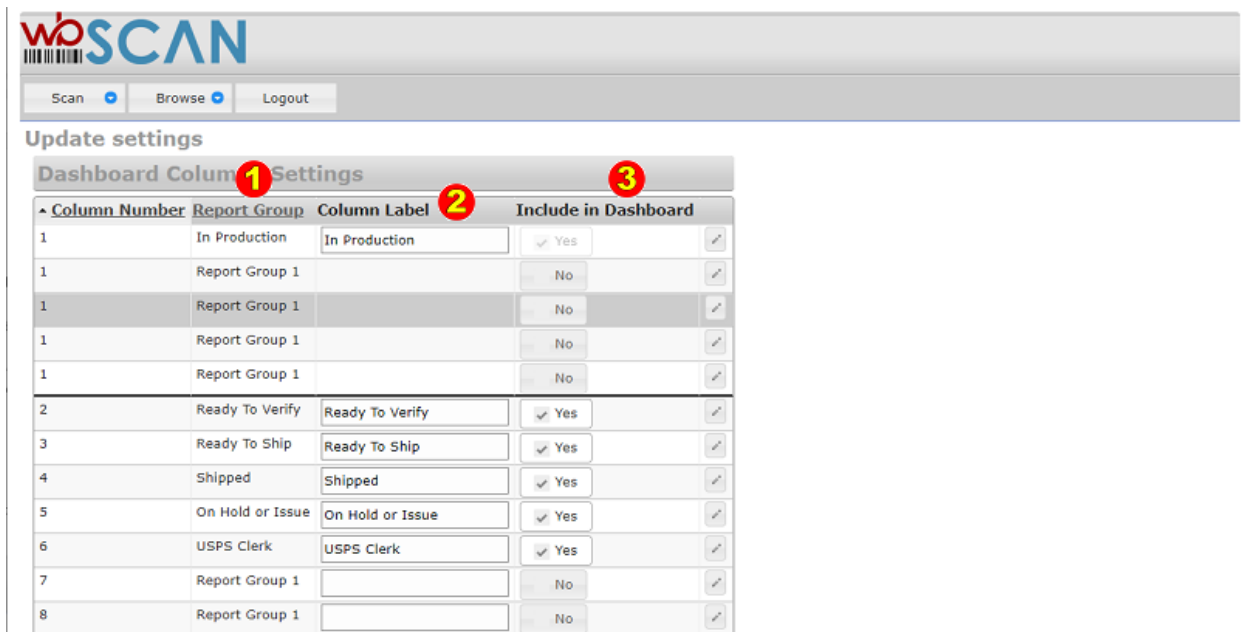 wbSCAN
Scan Browse Logout
Update settings
Dashboard Colum 1 Settings
2 3
Column Number Report Group Column Label Include in Dashboard
1 In Production In Production Yes
1 Report Group 1 No
1 Report Group 1 No
1 Report Group 1 No
1 Report Group 1 No
2 Ready To Verify Ready To Verify Yes
3 Ready To Ship Ready To Ship Yes
4 Shipped Shipped Yes
5 On Hold or Issue On Hold or Issue Yes
6 USPS Clerk USPS Clerk Yes
7 Report Group 1 No
8 Report Group 1 No